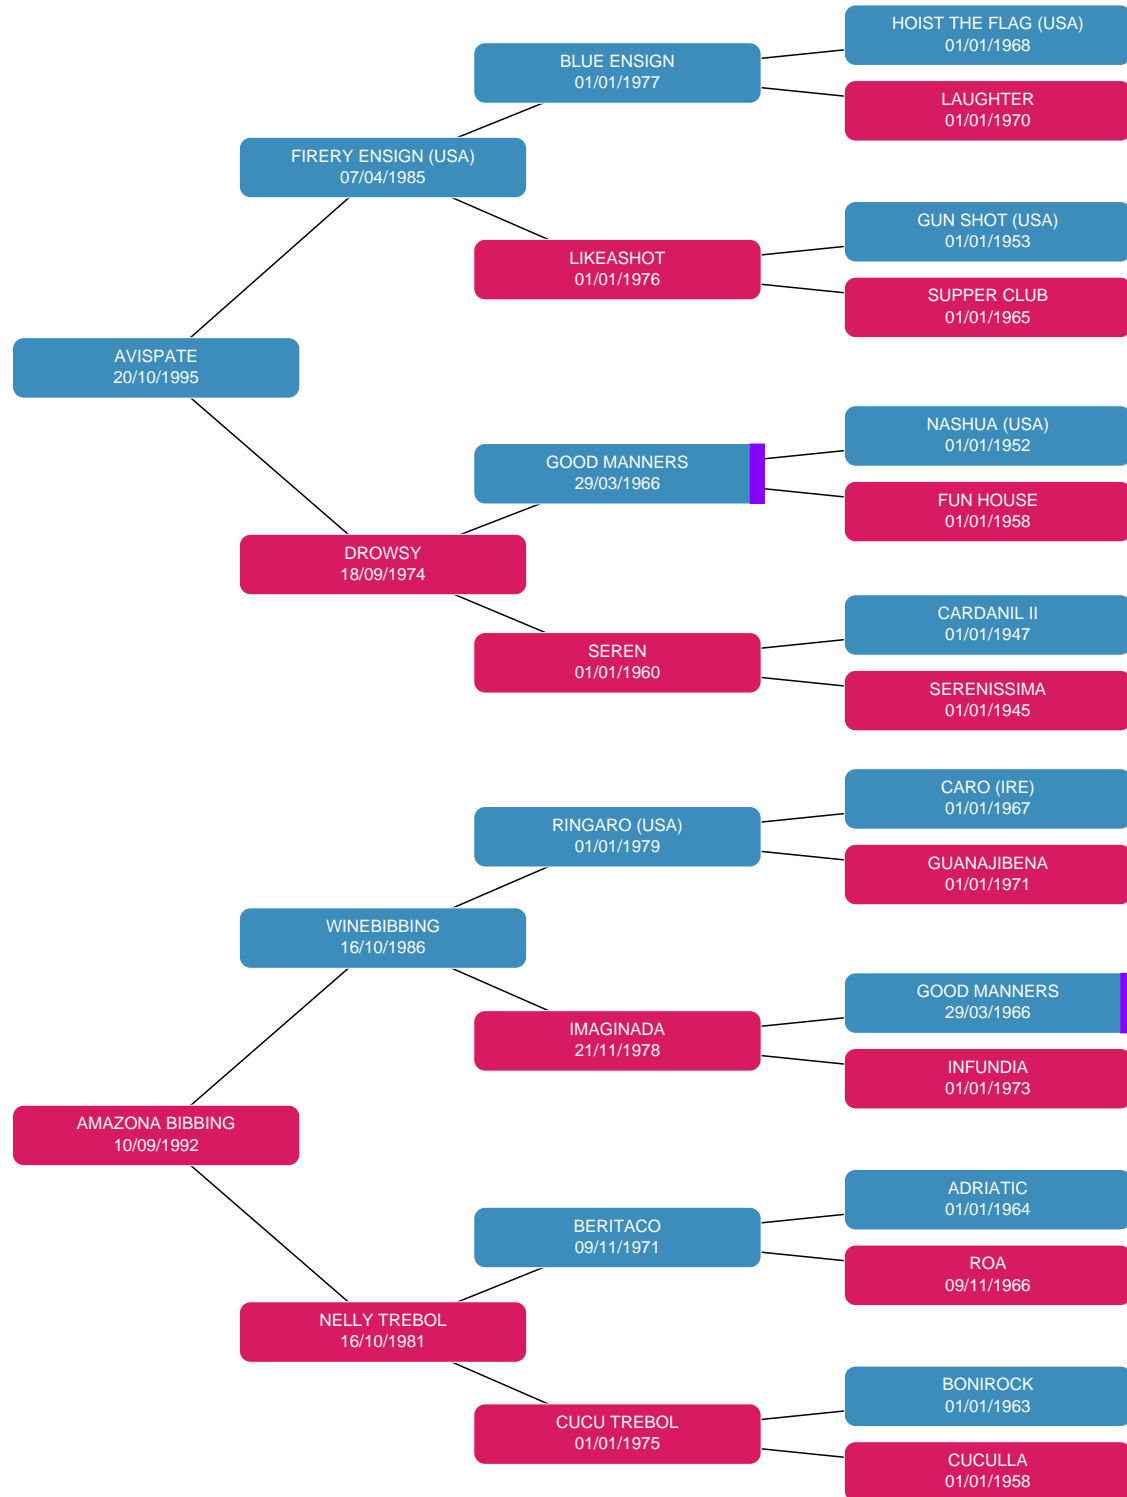 HOIST THE FLAG (USA)
01/01/1968
BLUE ENSIGN
01/01/1977
LAUGHTER
01/01/1970
FIRERY ENSIGN (USA)
07/04/1985
GUN SHOT (USA)
01/01/1953
LIKEASHOT
01/01/1976
SUPPER CLUB
01/01/1965
AVISPATE
20/10/1995
NASHUA (USA)
01/01/1952
GOOD MANNERS
29/03/1966
FUN HOUSE
01/01/1958
DROWSY
18/09/1974
CARDANIL II
01/01/1947
SEREN
01/01/1960
SERENISSIMA
01/01/1945
CARO (IRE)
01/01/1967
RINGARO (USA)
01/01/1979
GUANAJIBENA
01/01/1971
WINEBIBBING
16/10/1986
GOOD MANNERS
29/03/1966
IMAGINADA
21/11/1978
INFUNDIA
01/01/1973
AMAZONA BIBBING
10/09/1992
ADRIATIC
01/01/1964
BERITACO
09/11/1971
ROA
09/11/1966
NELLY TREBOL
16/10/1981
BONIROCK
01/01/1963
CUCU TREBOL
01/01/1975
CUCULLA
01/01/1958